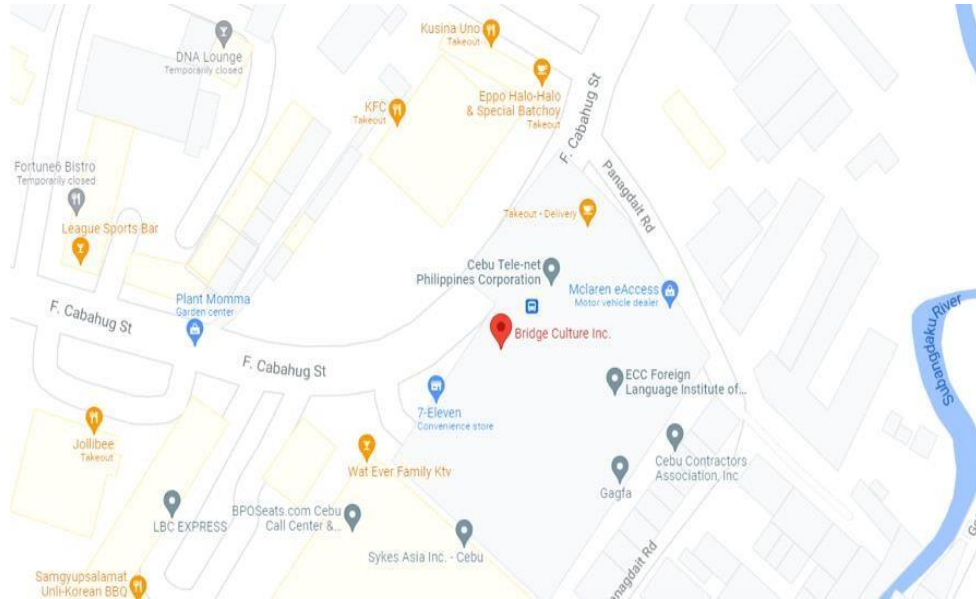 Kusina Uno
Takeout
DNA Lounge
Temporarily closed
Eppo Halo-Halo
& Special Batchoy
Takeout
KFC
Takeout
F. Cabahug St
Panagdait Rd
Fortune6 Bistro
Temporarily closed
League Sports Bar
Takeout • Delivery
Cebu Tele-net
Philippines Corporation
Mclaren eAccess
Motor vehicle dealer
Plant Momma
Garden center
F. Cabahug St
Bridge Culture Inc.
F. Cabahug St
Subangdaku River
ECC Foreign
Language Institute of...
7-Eleven
Convenience store
Jollibee
Takeout
Wat Ever Family Ktv
Cebu Contractors
Association, Inc
Gagfa
LBC EXPRESS
BPOSeats.com Cebu
Call Center &...
Sykes Asia Inc. - Cebu
anagdait Rd
Samgyupsalamat
Unli-Korean BBQ